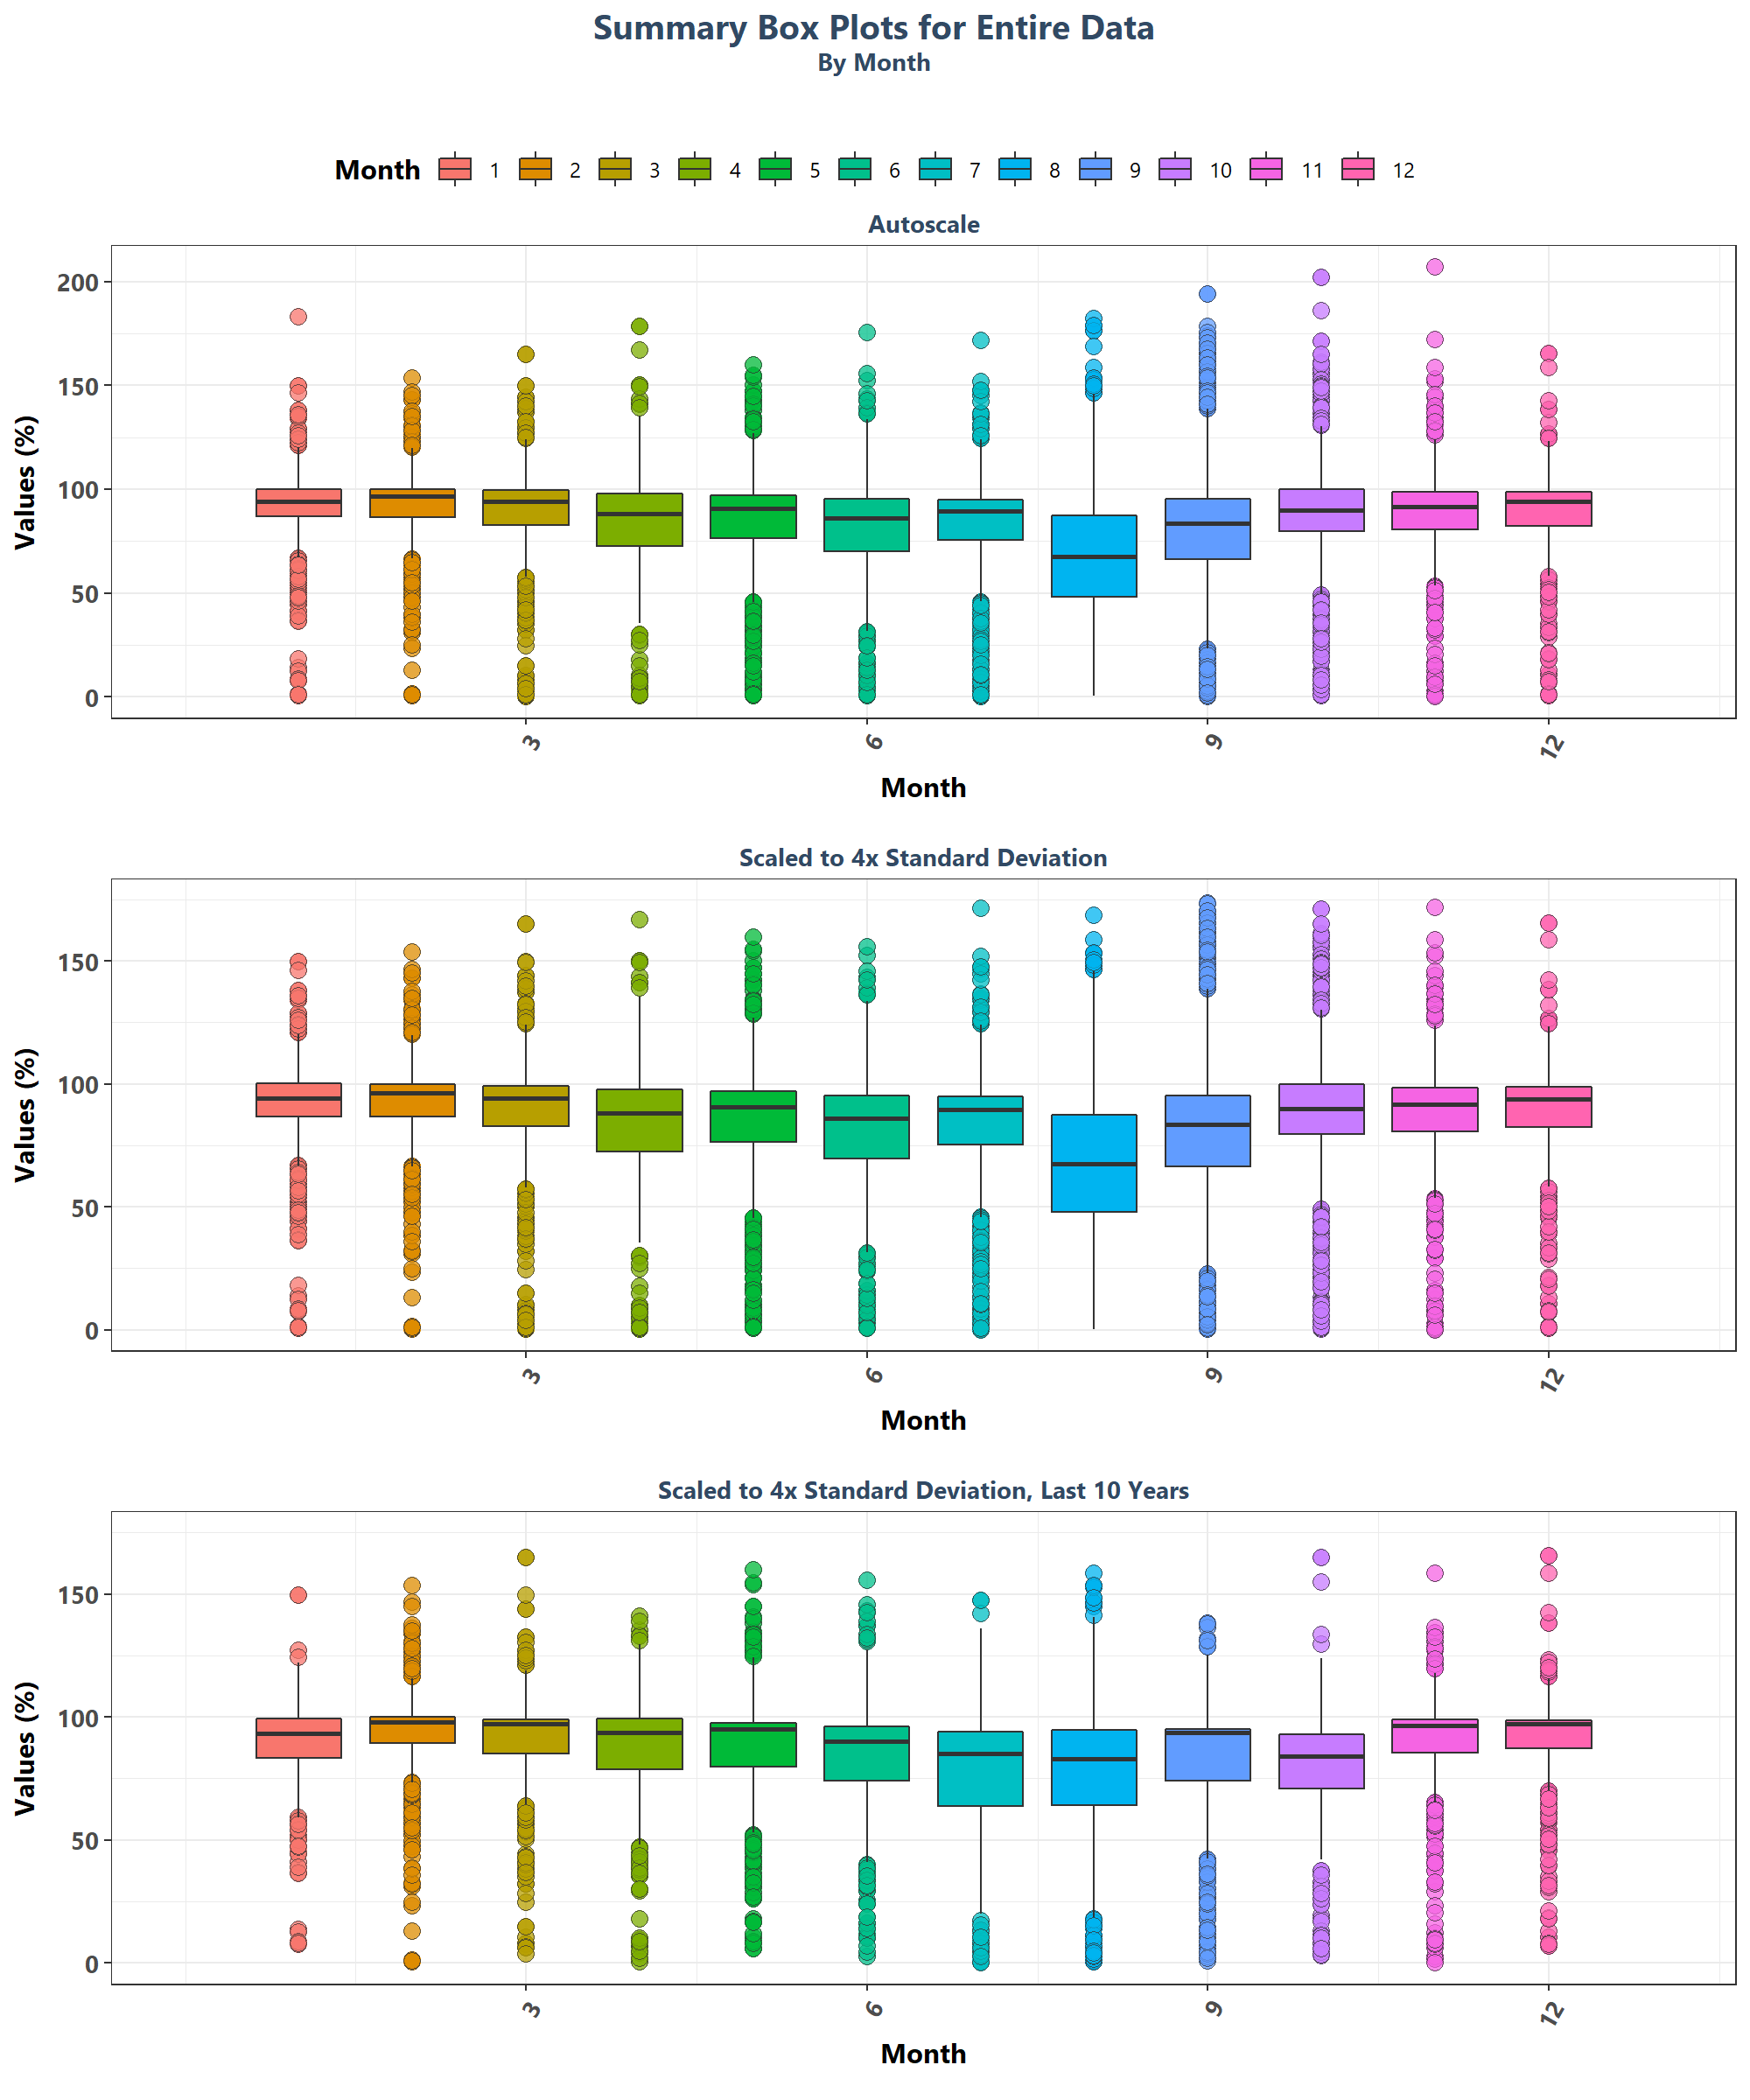 Summary Box Plots for Entire Data
By Month
Month 1 2 3 4 5 6 7 8 9 10 11 12
Autoscale
Values (%)
200
150
100
50
0
3 6 9 12
Month
Scaled to 4x Standard Deviation
Values (%)
150
100
50
0
3 6 9 12
Month
Scaled to 4x Standard Deviation, Last 10 Years
Values (%)
150
100
50
0
3 6 9 12
Month